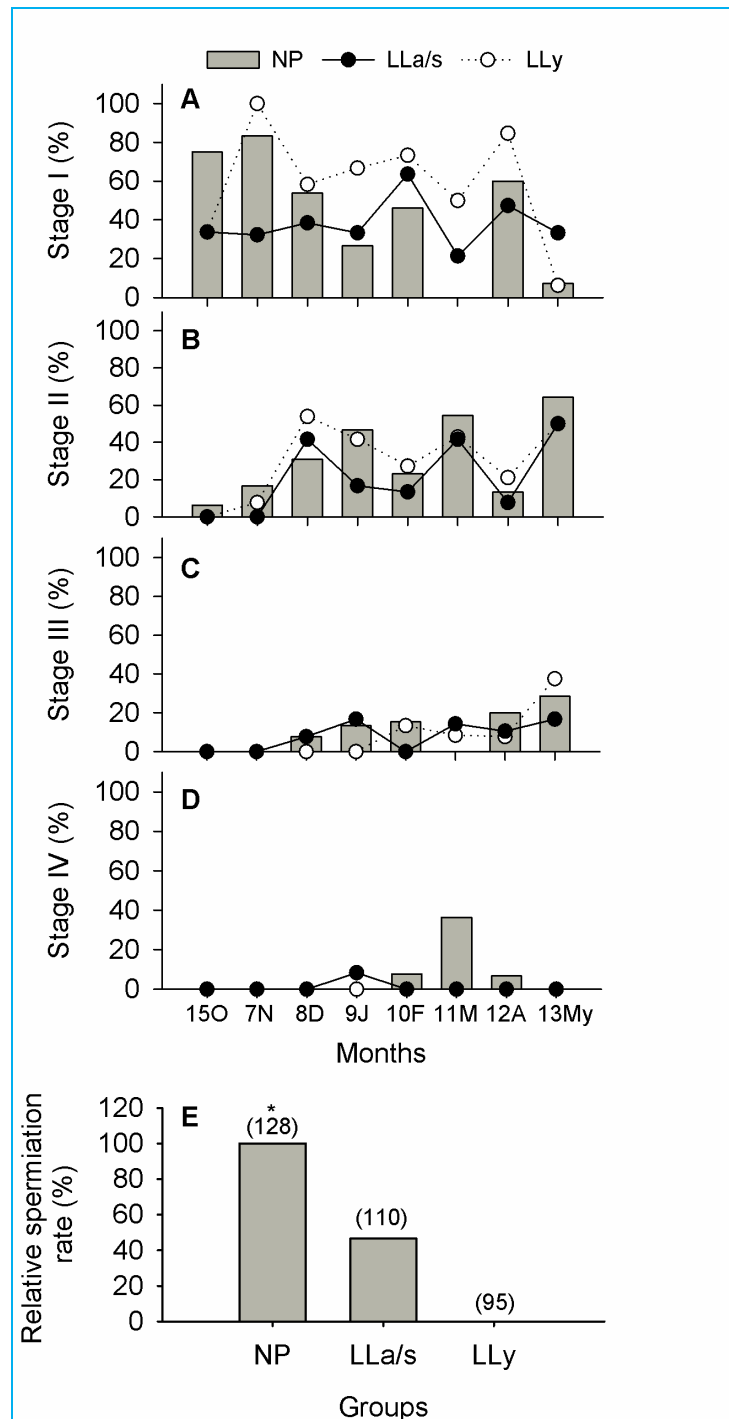 NP LLa/s LLy
A
Stage I (%)
100
80
60
40
20
0
B
Stage II (%)
100
80
60
40
20
0
C
Stage III (%)
100
80
60
40
20
0
D
Stage IV (%)
100
80
60
40
20
0
15O 7N 8D 9J 10F 11M 12A 13My
Months
E
Relative spermiation
rate (%)
120
100
80
60
40
20
0
*
(128)
(110)
(95)
NP LLa/s LLy
Groups